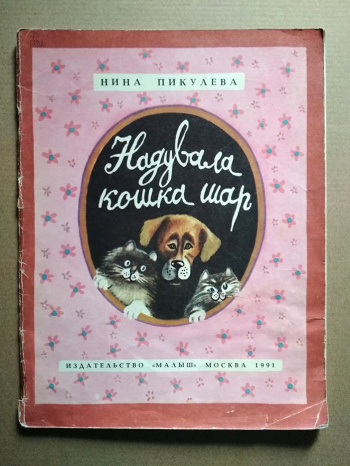 НИНА ПИКУЛЕВА
Надувала
кошка шар
ИЗДАТЕЛЬСТВО «МАЛЫШ» МОСКВА 1991